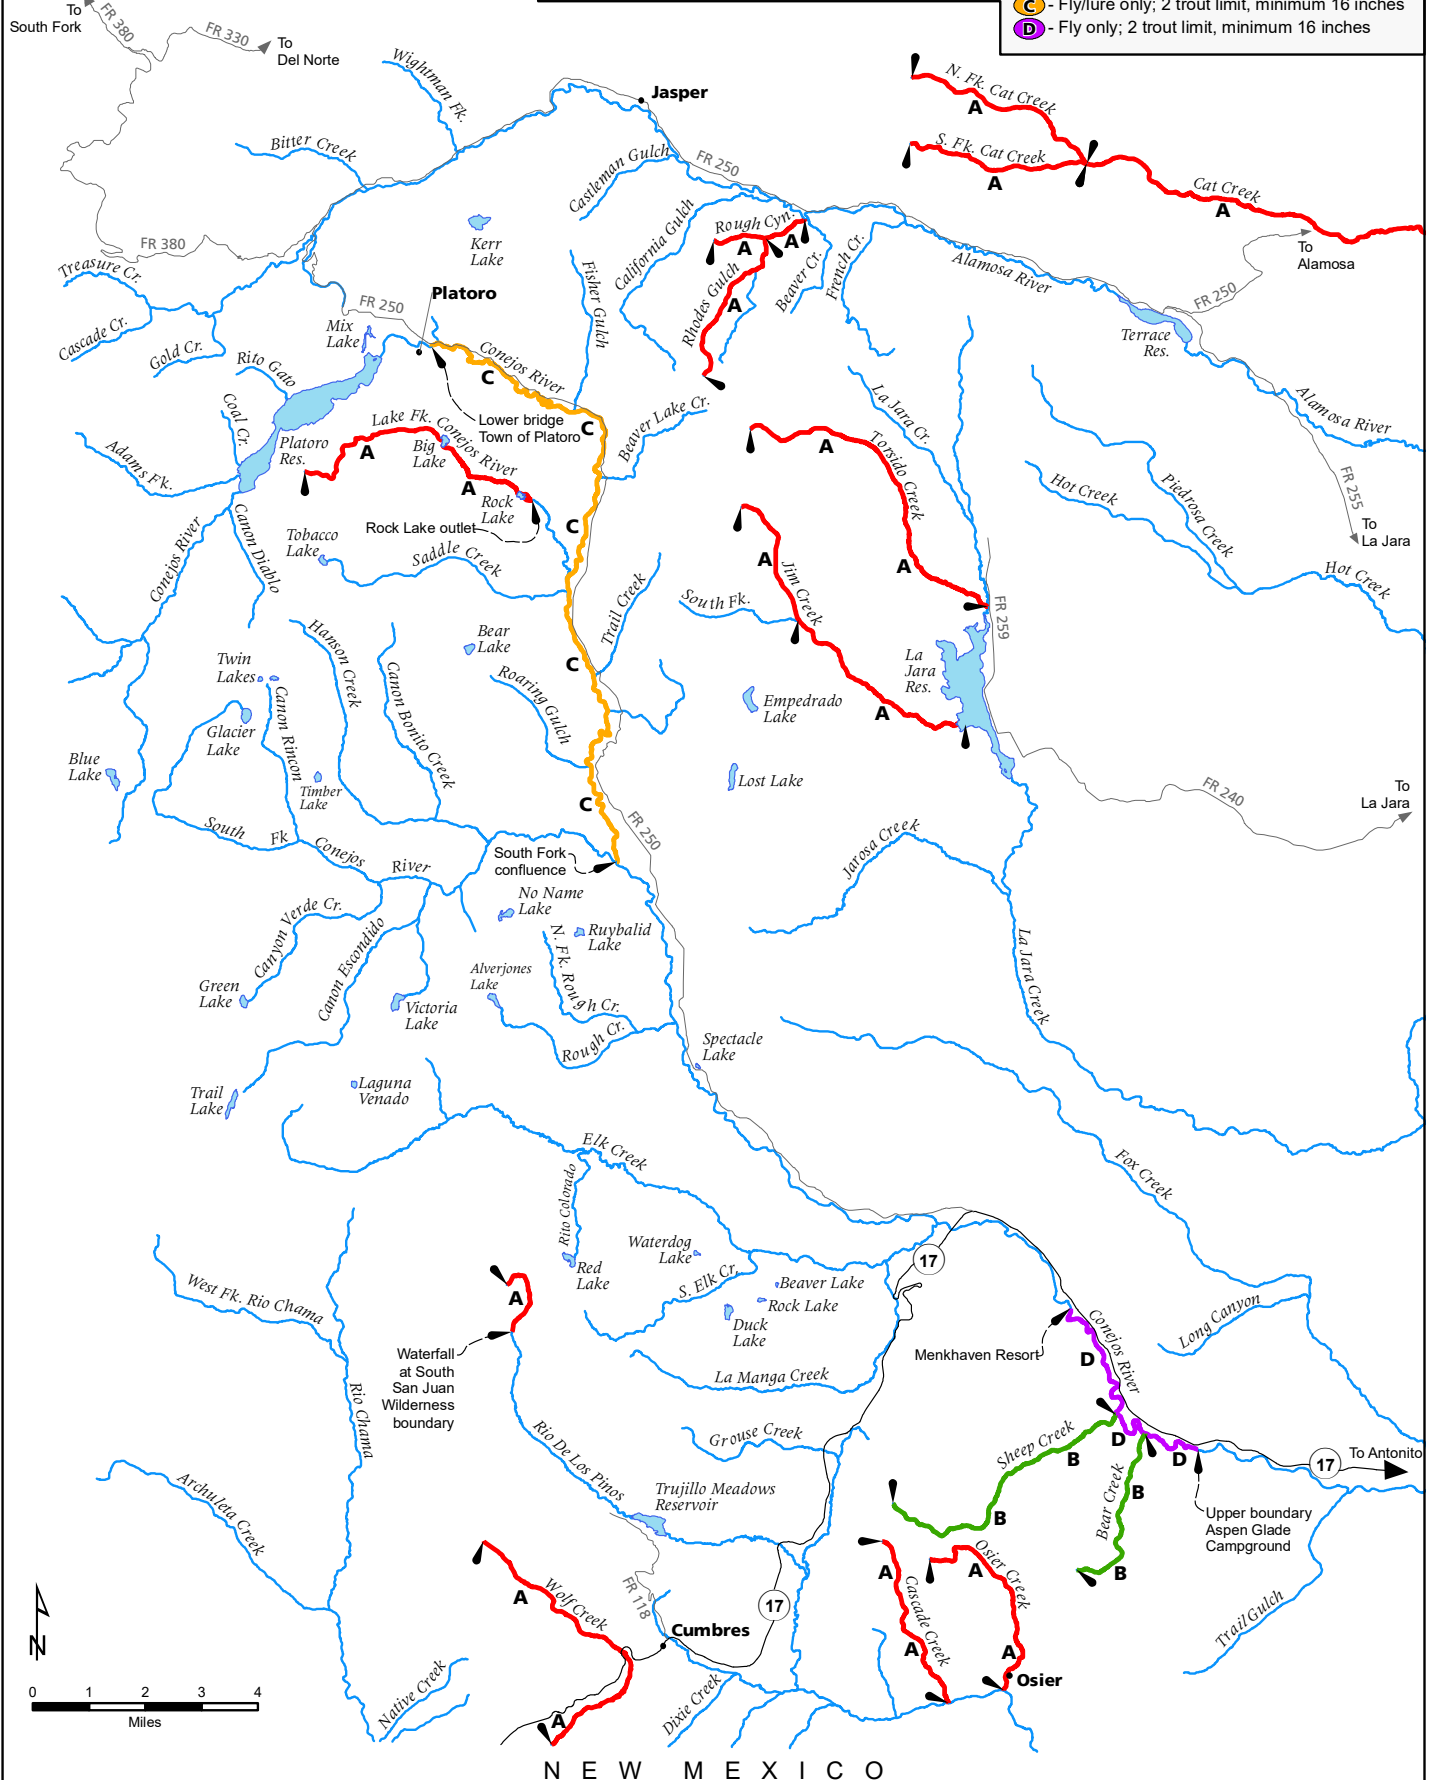 C - Fly/lure only; 2 trout limit, minimum 16 inches
D - Fly only; 2 trout limit, minimum 16 inches
To
South Fork
FR 380
FR 330
To
Del Norte
Wightman Fk.
Jasper
Bitter Creek
Castleman Gulch
FR 250
N. Fk. Cat Creek
A
S. Fk. Cat Creek
A
Cat Creek
A
To
Alamosa
FR 250
FR 380
Kerr
Lake
California Gulch
Rough Cyn.
A
A
Rhodes Gulch
A
Beaver Cr.
French Cr.
Alamosa River
Terrace
Res.
Alamosa River
Treasure Cr.
Cascade Cr.
Gold Cr.
FR 250
Platoro
Mix
Lake
Fisher Gulch
Rito Gato
Coal Cr.
Conejos River
C
Lower bridge
Town of Platoro
C
Beaver Lake Cr.
Platoro
Res.
Lake Fk. Conejos River
A
Big
Lake
A
Rock
Lake
Rock Lake outlet
C
Adams Fk.
Conejos River
Canon Diablo
Tobacco
Lake
Saddle Creek
La Jara Cr.
A
Torsido Creek
A
Hot Creek
Piedrosa Creek
FR 255
To
La Jara
Hot Creek
A
Jim Creek
South Fk.
A
FR 259
La
Jara
Res.
Trail Creek
C
Hanson Creek
Bear
Lake
Roaring Gulch
Twin
Lakes
Canon Rincon
Canon Bonito Creek
Glacier
Lake
Blue
Lake
Timber
Lake
Empedrado
Lake
Lost Lake
C
FR 250
FR 240
To
La Jara
South Fk Conejos River
South Fork
confluence
Jarosa Creek
No Name
Lake
Ruybalid
Lake
N. Fk. Rough Cr.
Canyon Verde Cr.
Canon Escondido
Green
Lake
Victoria
Lake
Alverjones
Lake
Rough Cr.
La Jara Creek
Spectacle
Lake
Trail
Lake
Laguna
Venado
Elk Creek
Rito Colorado
Fox Creek
Waterdog
Lake
Red
Lake
S. Elk Cr.
Beaver Lake
Rock Lake
Duck
Lake
17
West Fk. Rio Chama
A
Waterfall
at South
San Juan
Wilderness
boundary
Rio Chama
La Manga Creek
Menkhaven Resort
D
Conejos River
Long Canyon
Rio De Los Pinos
Grouse Creek
Sheep Creek
D
B
D
17
To Antonito
Archuleta Creek
Trujillo Meadows
Reservoir
B
Bear Creek
B
Upper boundary
Aspen Glade
Campground
B
A
Wolf Creek
FR 118
17
A
Cascade Creek
A
A
Osier Creek
A
Trail Gulch
Cumbres
Osier
N
0 1 2 3 4
Miles
Native Creek
A
Dixie Creek
NEW MEXICO